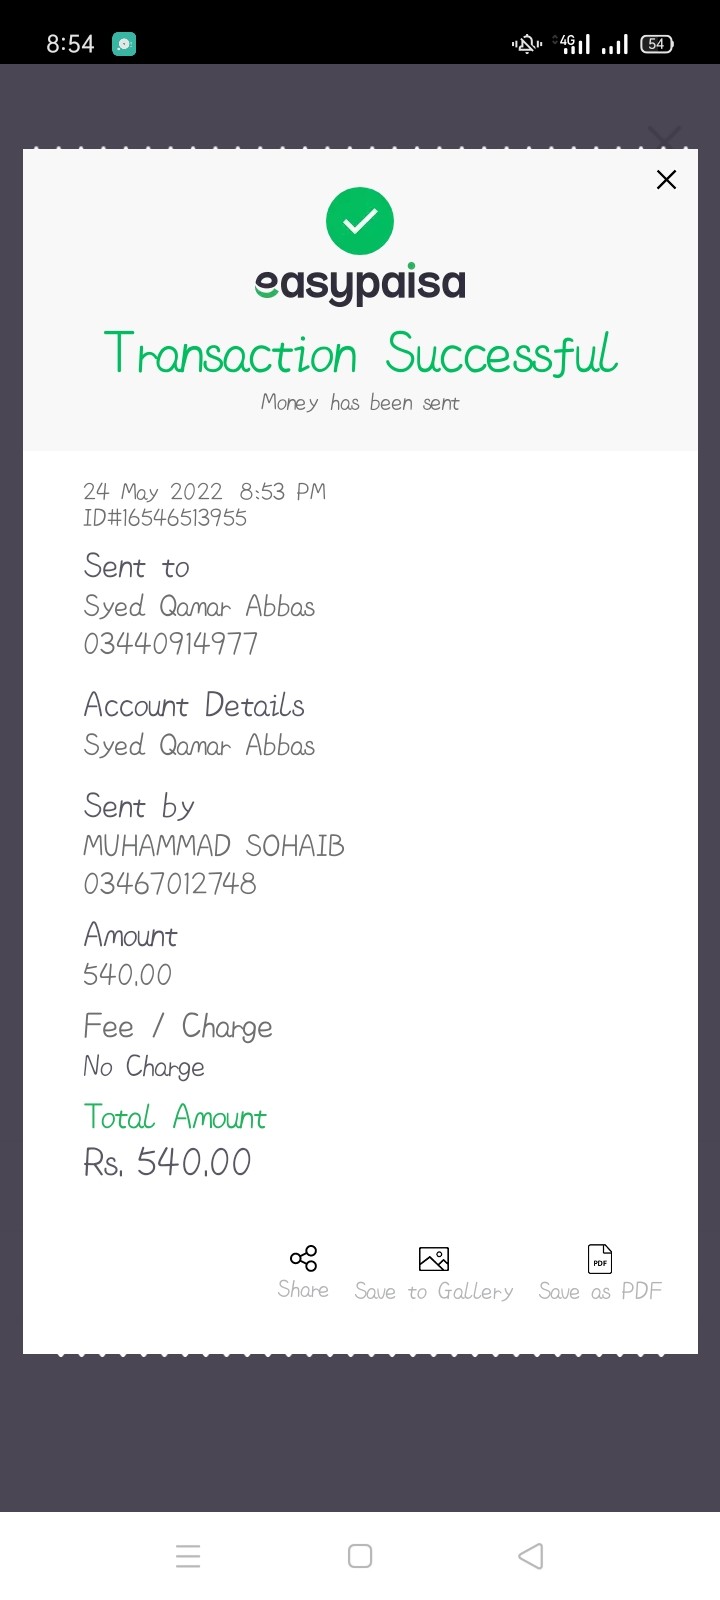 8:54
4G
54
easypaisa
Transaction Successful
Money has been sent
24 May 2022 8:53 PM
ID#16546513955
Sent to
Syed Qamar Abbas
03440914977
Account Details
Syed Qamar Abbas
Sent by
MUHAMMAD SOHAIB
03467012748
Amount
540.00
Fee / Charge
No Charge
Total Amount
Rs. 540.00
PDF
Share Save to Gallery Save as PDF